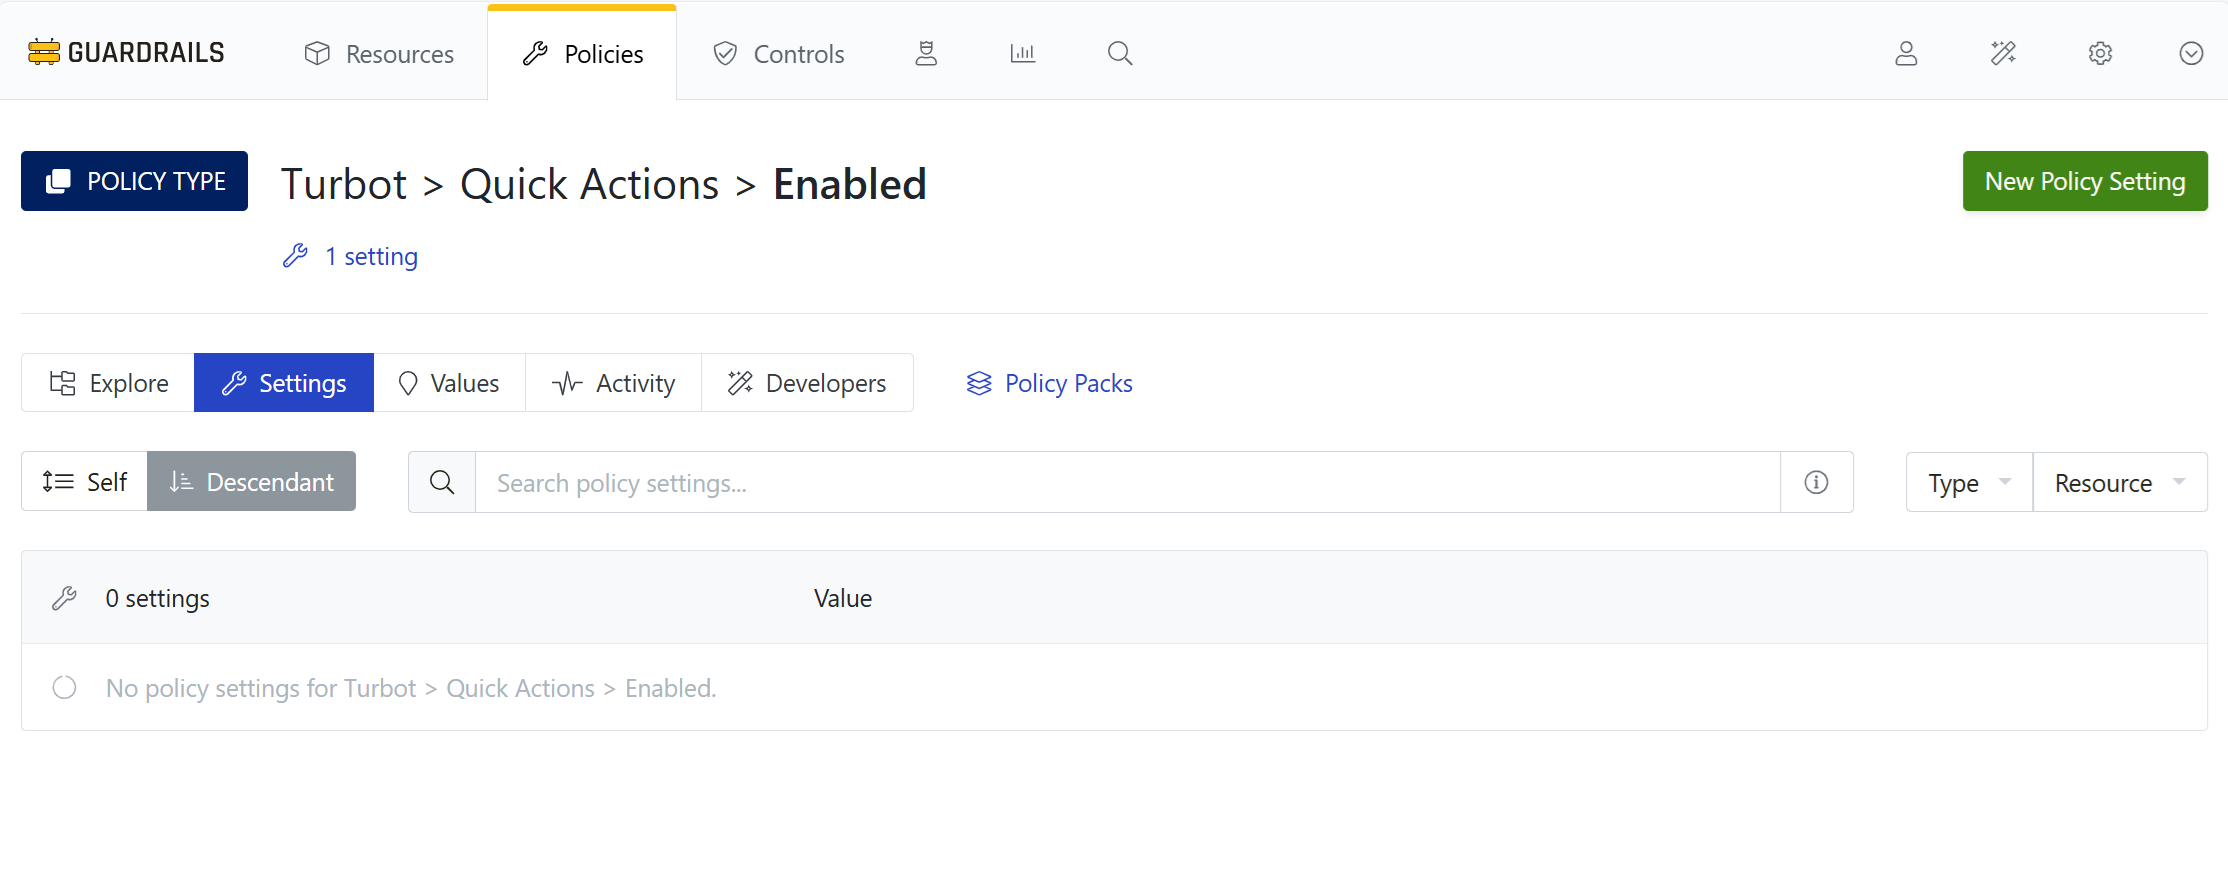 GUARDRAILS Resources Policies Controls
POLICY TYPE Turbot > Quick Actions > Enabled New Policy Setting
1 setting
Explore Settings Values Activity Developers Policy Packs
Self Descendant Search policy settings... Type Resource
0 settings Value
No policy settings for Turbot > Quick Actions > Enabled.